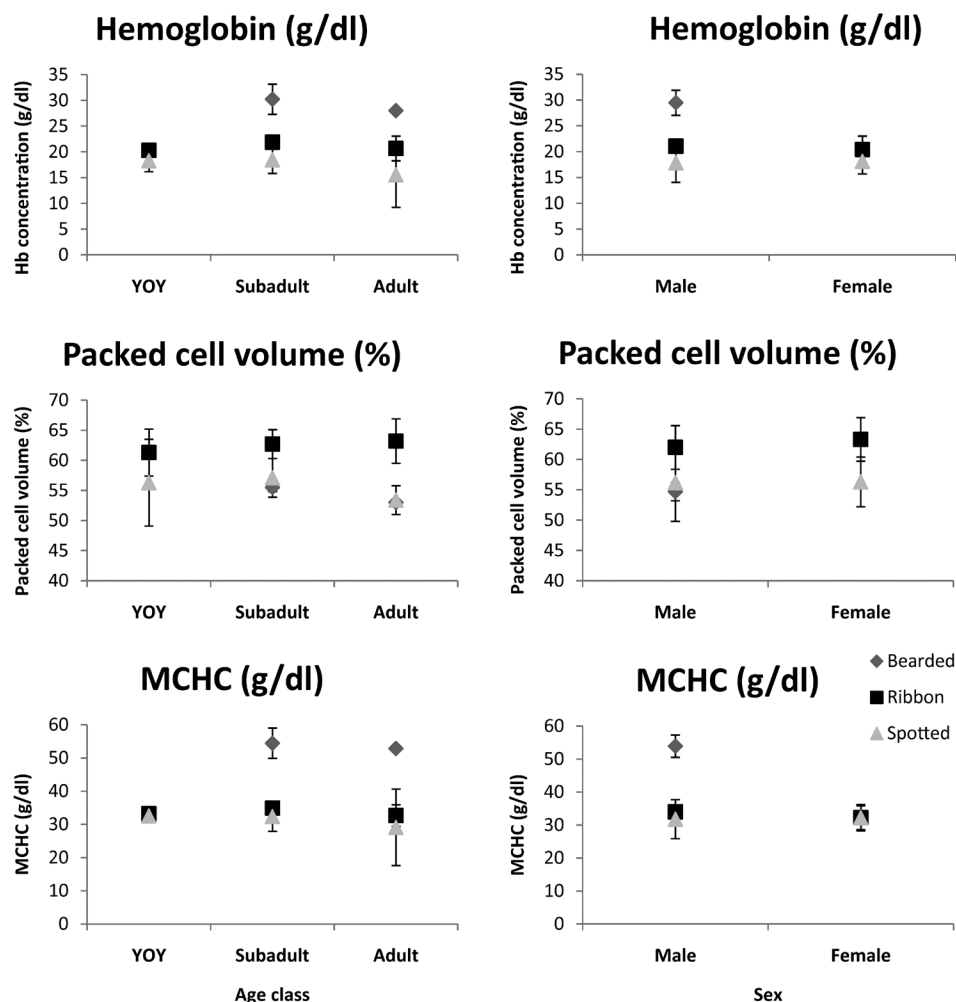 Hemoglobin (g/dl)
Hb concentration (g/dl)
35
30
25
20
15
10
5
0
YOY Subadult Adult
Hemoglobin (g/dl)
Hb concentration (g/dl)
35
30
25
20
15
10
5
0
Male Female
Packed cell volume (%)
Packed cell volume (%)
70
65
60
55
50
45
40
YOY Subadult Adult
Packed cell volume (%)
Packed cell volume (%)
70
65
60
55
50
45
40
Male Female
MCHC (g/dl)
MCHC (g/dl)
60
50
40
30
20
10
0
YOY Subadult Adult
Age class
MCHC (g/dl)
MCHC (g/dl)
60
50
40
30
20
10
0
Male Female
Sex
Bearded
Ribbon
Spotted